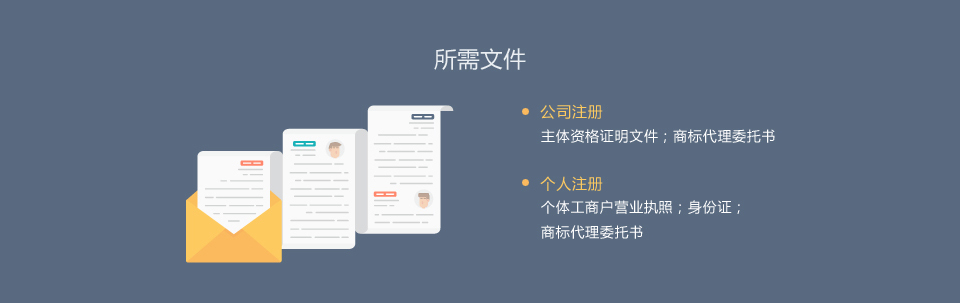 所需文件
公司注册
主体资格证明文件；商标代理委托书
个人注册
个体工商户营业执照；身份证；
商标代理委托书